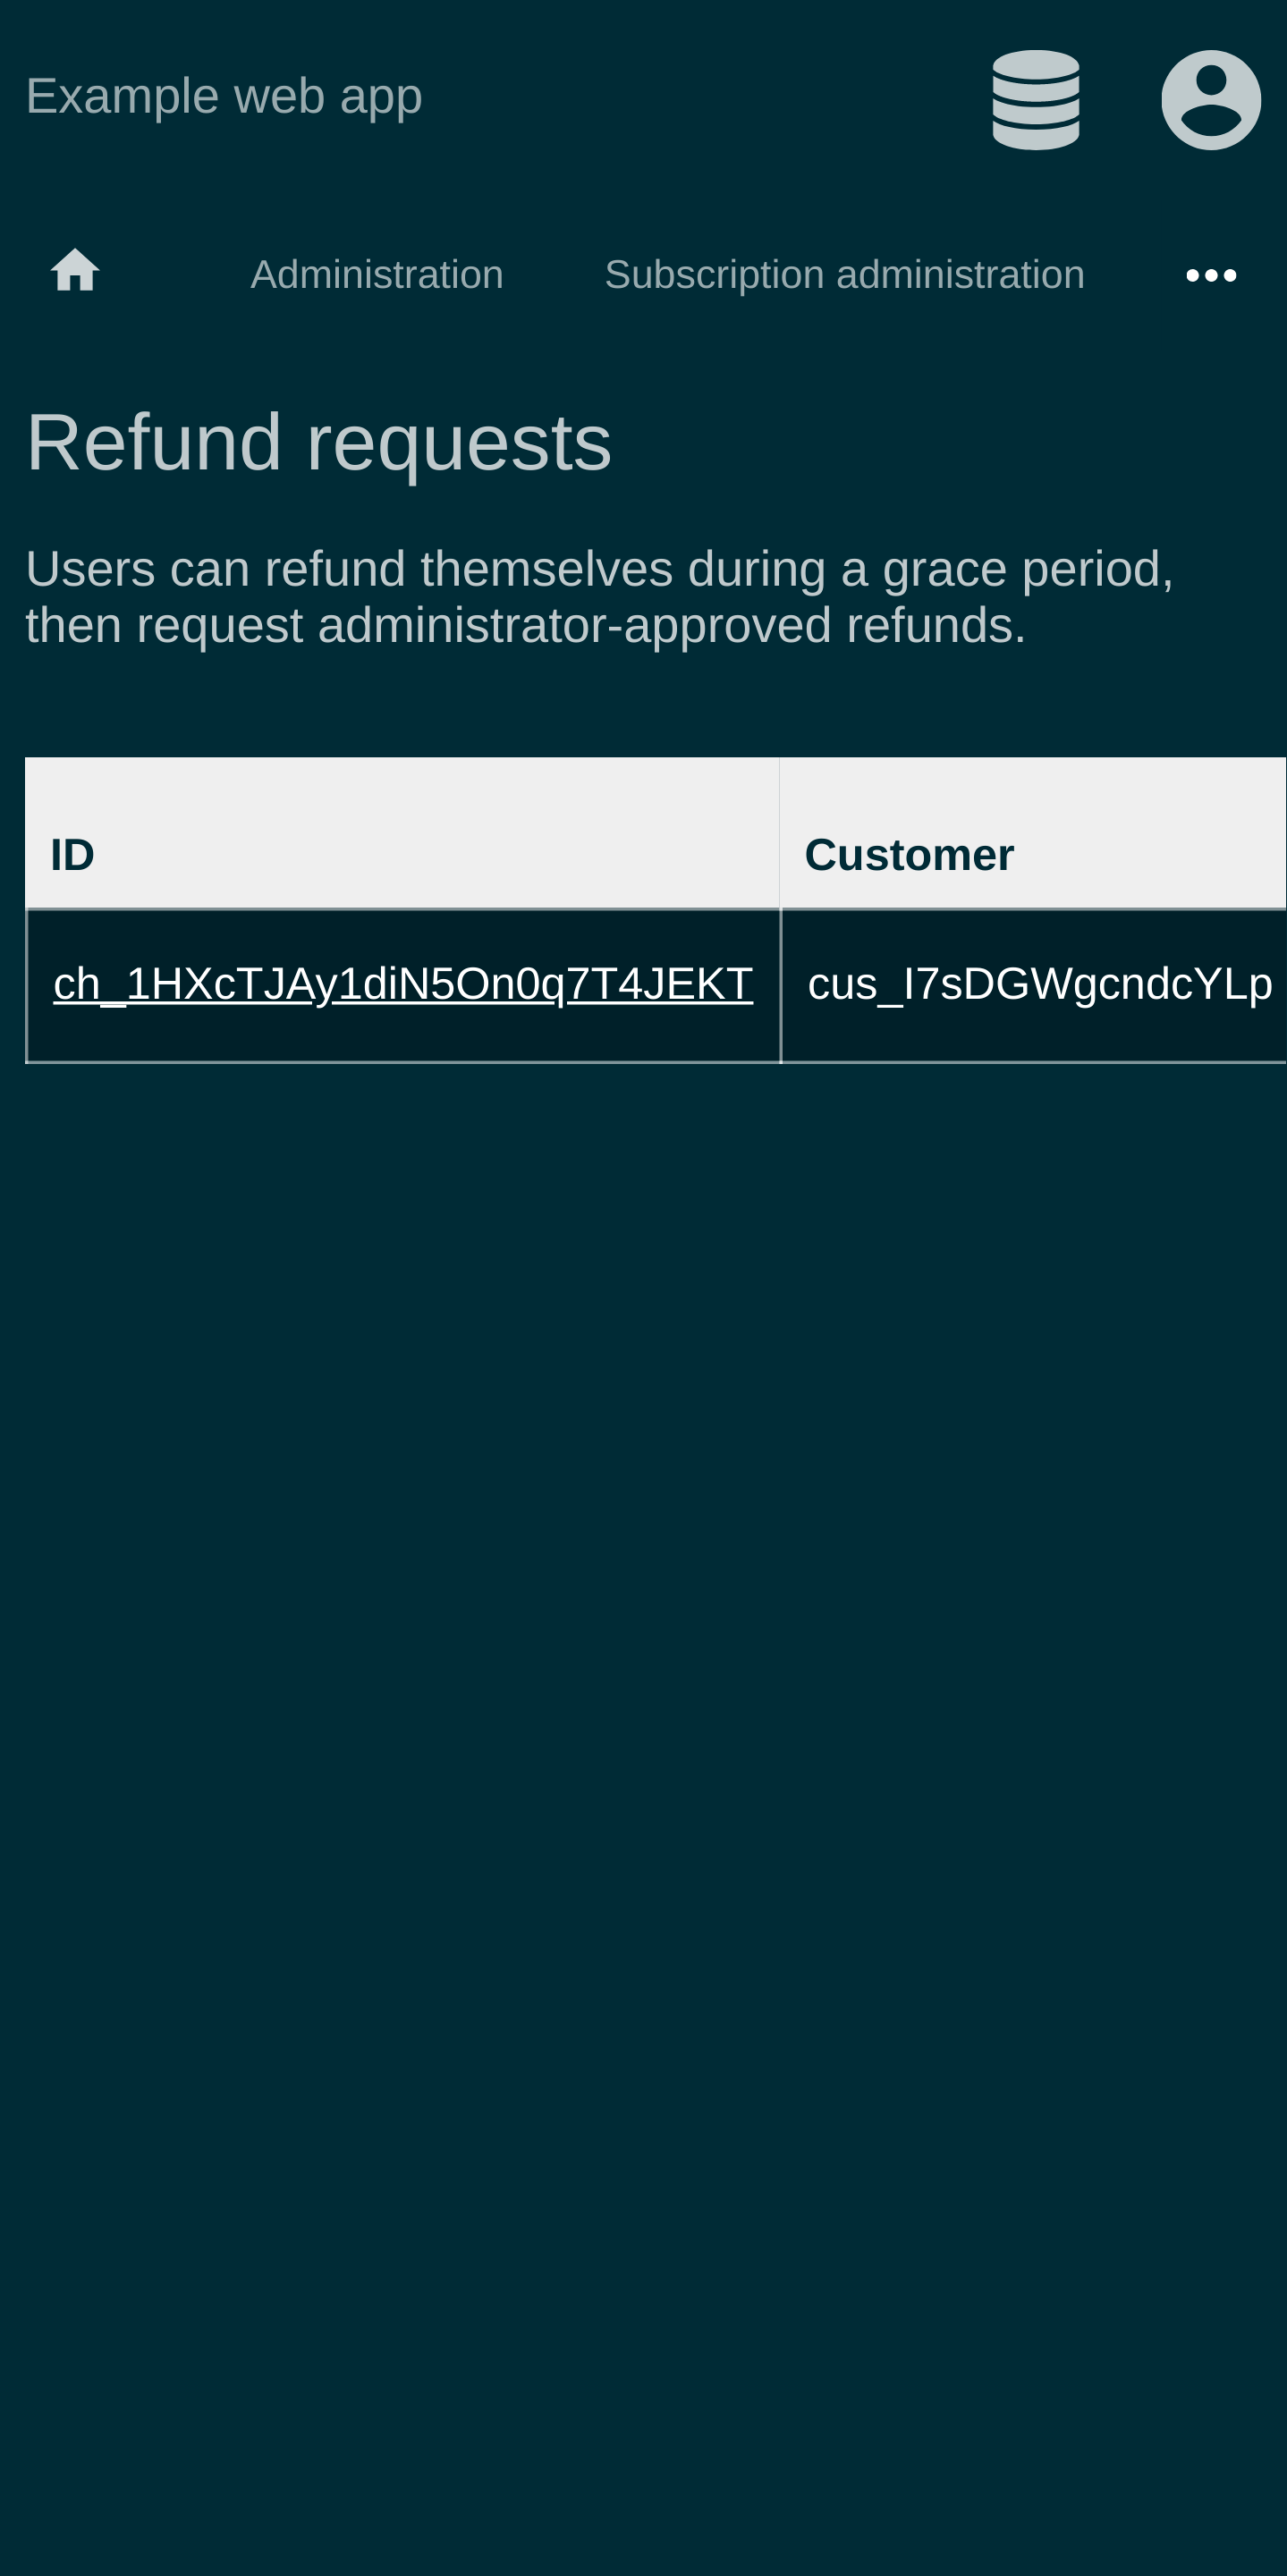 Example web app
Administration Subscription administration
Refund requests
Users can refund themselves during a grace period,
then request administrator-approved refunds.
ID Customer
ch_1HXcTJAy1diN5On0q7T4JEKT cus_I7sDGWgcndcYLp